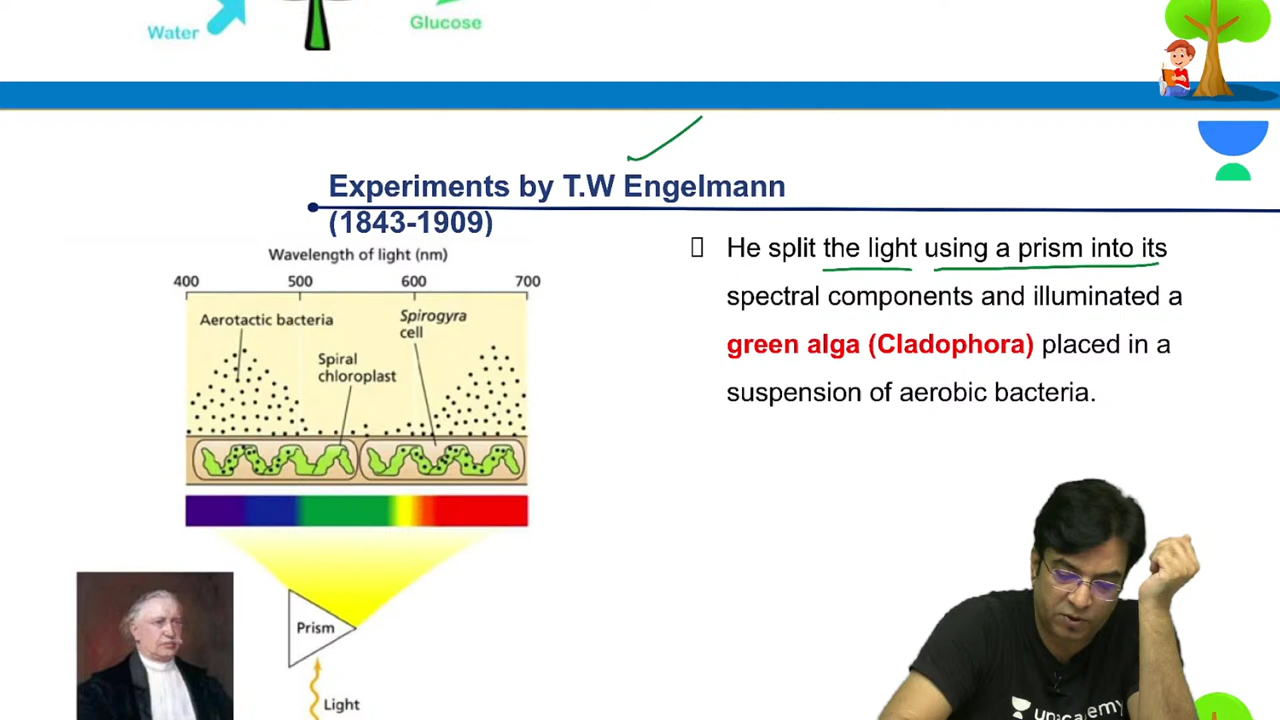 Water
Glucose
Experiments by T.W Engelmann
(1843-1909)
Wavelength of light (nm)
400 500 600 700
Aerotactic bacteria
Spirogyra
cell
Spiral
chloroplast
Prism
Light
He split the light using a prism into its
spectral components and illuminated a
green alga (Cladophora) placed in a
suspension of aerobic bacteria.
unacademy